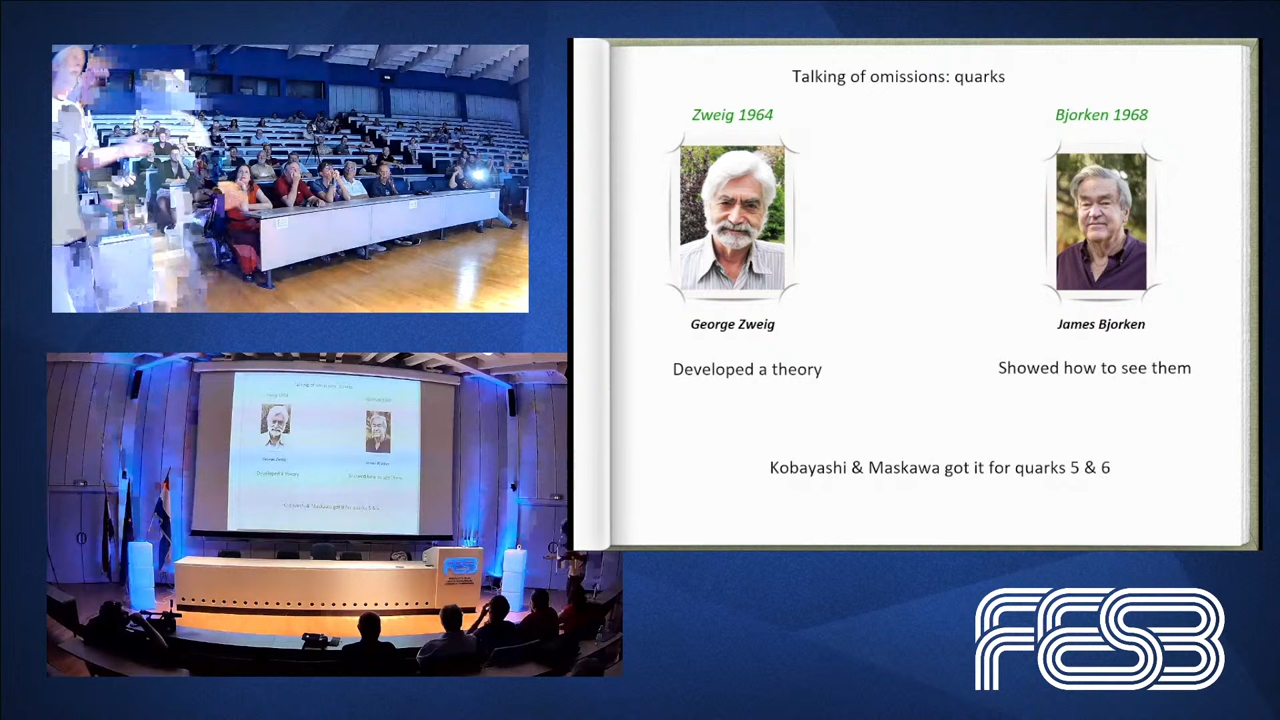 Talking of omissions: quarks
Zweig 1964
Bjorken 1968
George Zweig
James Bjorken
Developed a theory
Showed how to see them
Kobayashi & Maskawa got it for quarks 5 & 6
FESB